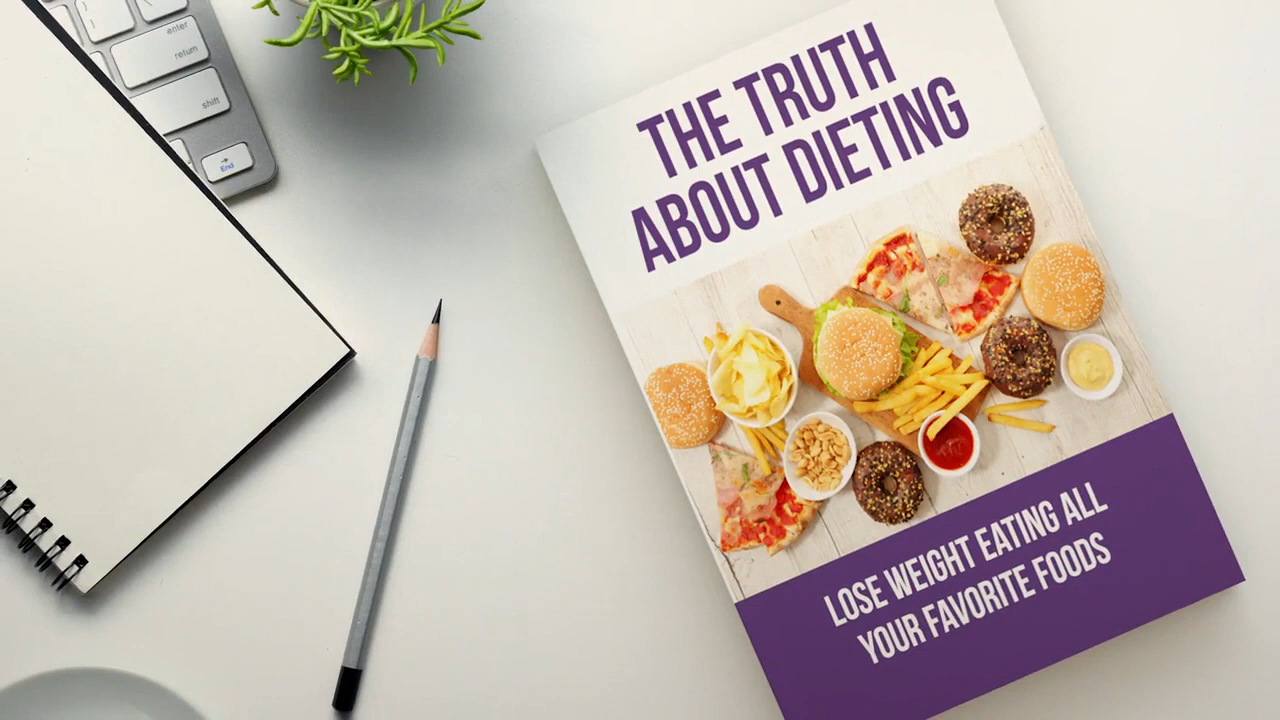 enter
return
shift
End
THE TRUTH
ABOUT DIETING
LOSE WEIGHT EATING ALL
YOUR FAVORITE FOODS